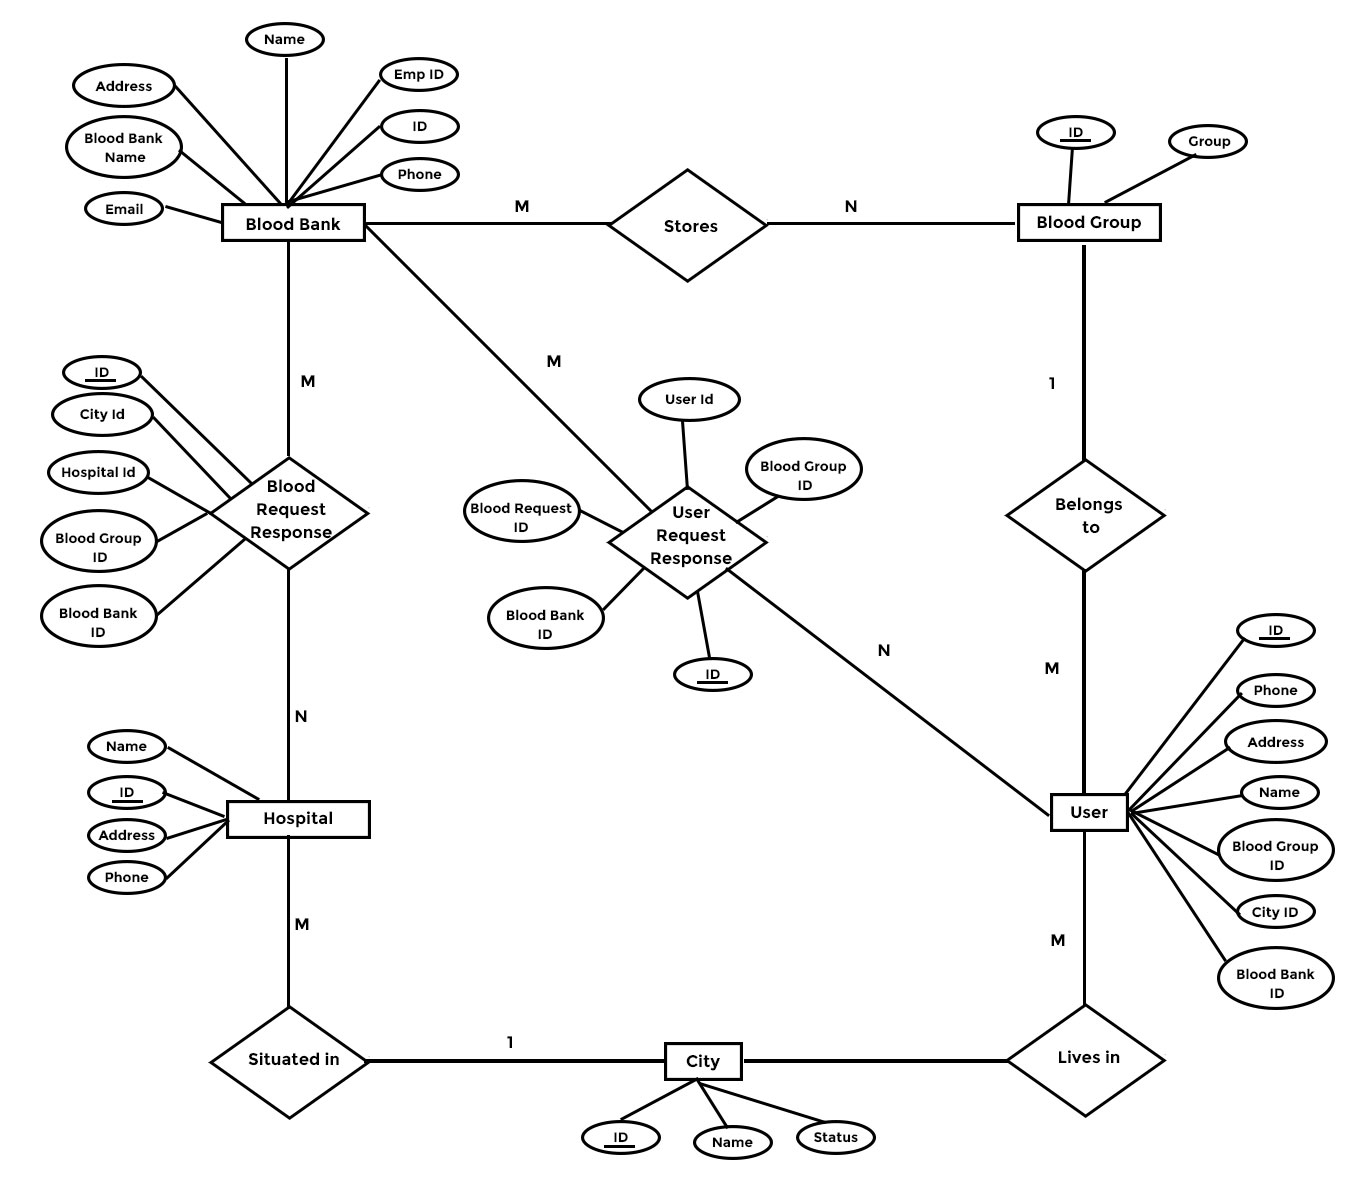 Name
Address
Emp ID
Blood Bank
Name
ID
Phone
Email
Blood Bank
M
Stores
N
ID
Group
Blood Group
M
M
1
ID
City Id
Hospital Id
Blood Group
ID
Blood Bank
ID
Blood
Request
Response
User Id
Blood Group
ID
Blood Request
ID
User
Request
Response
Blood Bank
ID
ID
Belongs
to
N
M
N
Name
ID
Address
Phone
Hospital
ID
Phone
Address
Name
Blood Group
ID
City ID
Blood Bank
ID
User
M
M
Situated in
1
City
Lives in
ID
Name
Status